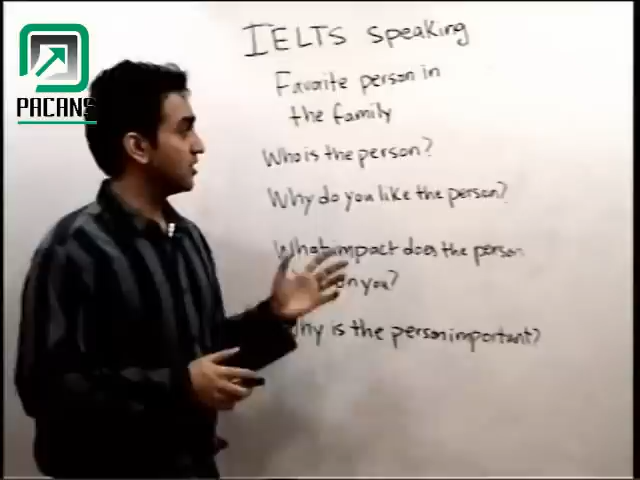 PACANS
IELTS speaking
Favorite person in
the family
Who is the person?
Why do you like the person?
What impact does the person
on you?
hy is the person important?